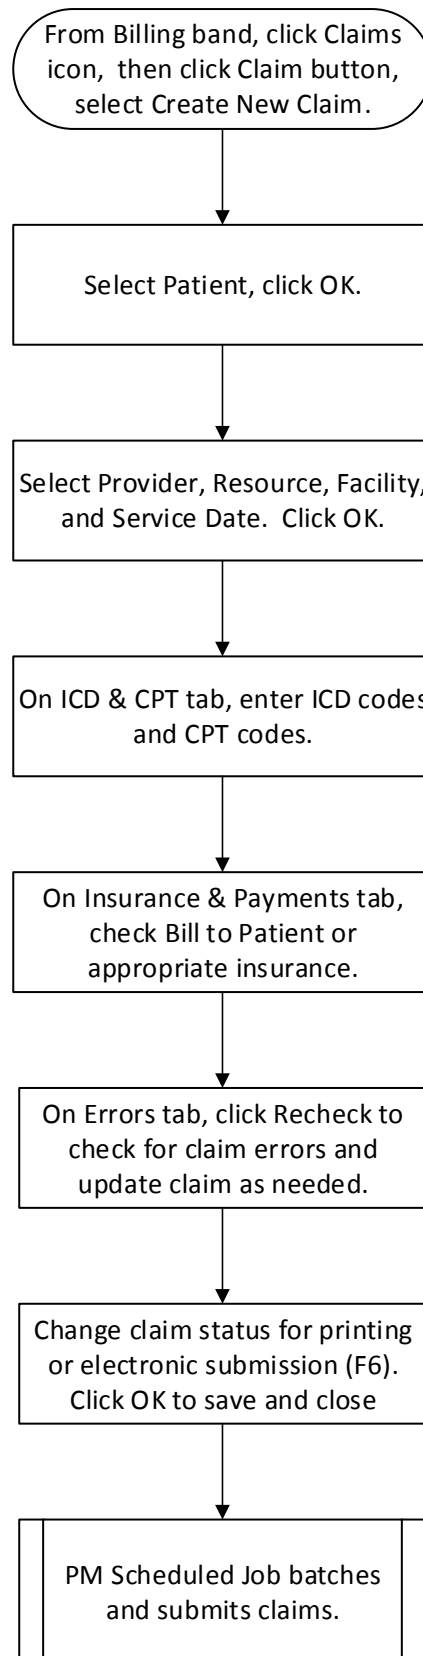 From Billing band, click Claims
icon,  then click Claim button,
select Create New Claim.
Select Patient, click OK.
Select Provider, Resource, Facility,
and Service Date.  Click OK.
On ICD & CPT tab, enter ICD codes
and CPT codes.
On Insurance & Payments tab,
check Bill to Patient or
appropriate insurance.
On Errors tab, click Recheck to
check for claim errors and
update claim as needed.
Change claim status for printing
or electronic submission (F6).
Click OK to save and close
PM Scheduled Job batches
and submits claims.